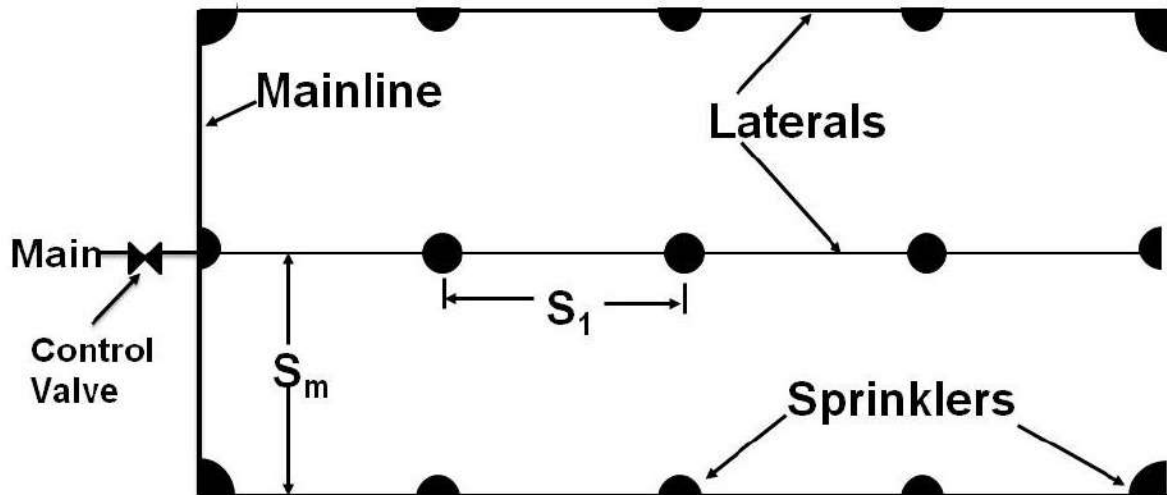 Mainline
Laterals
Main
S₁
Control
Valve
Sₘ
Sprinklers